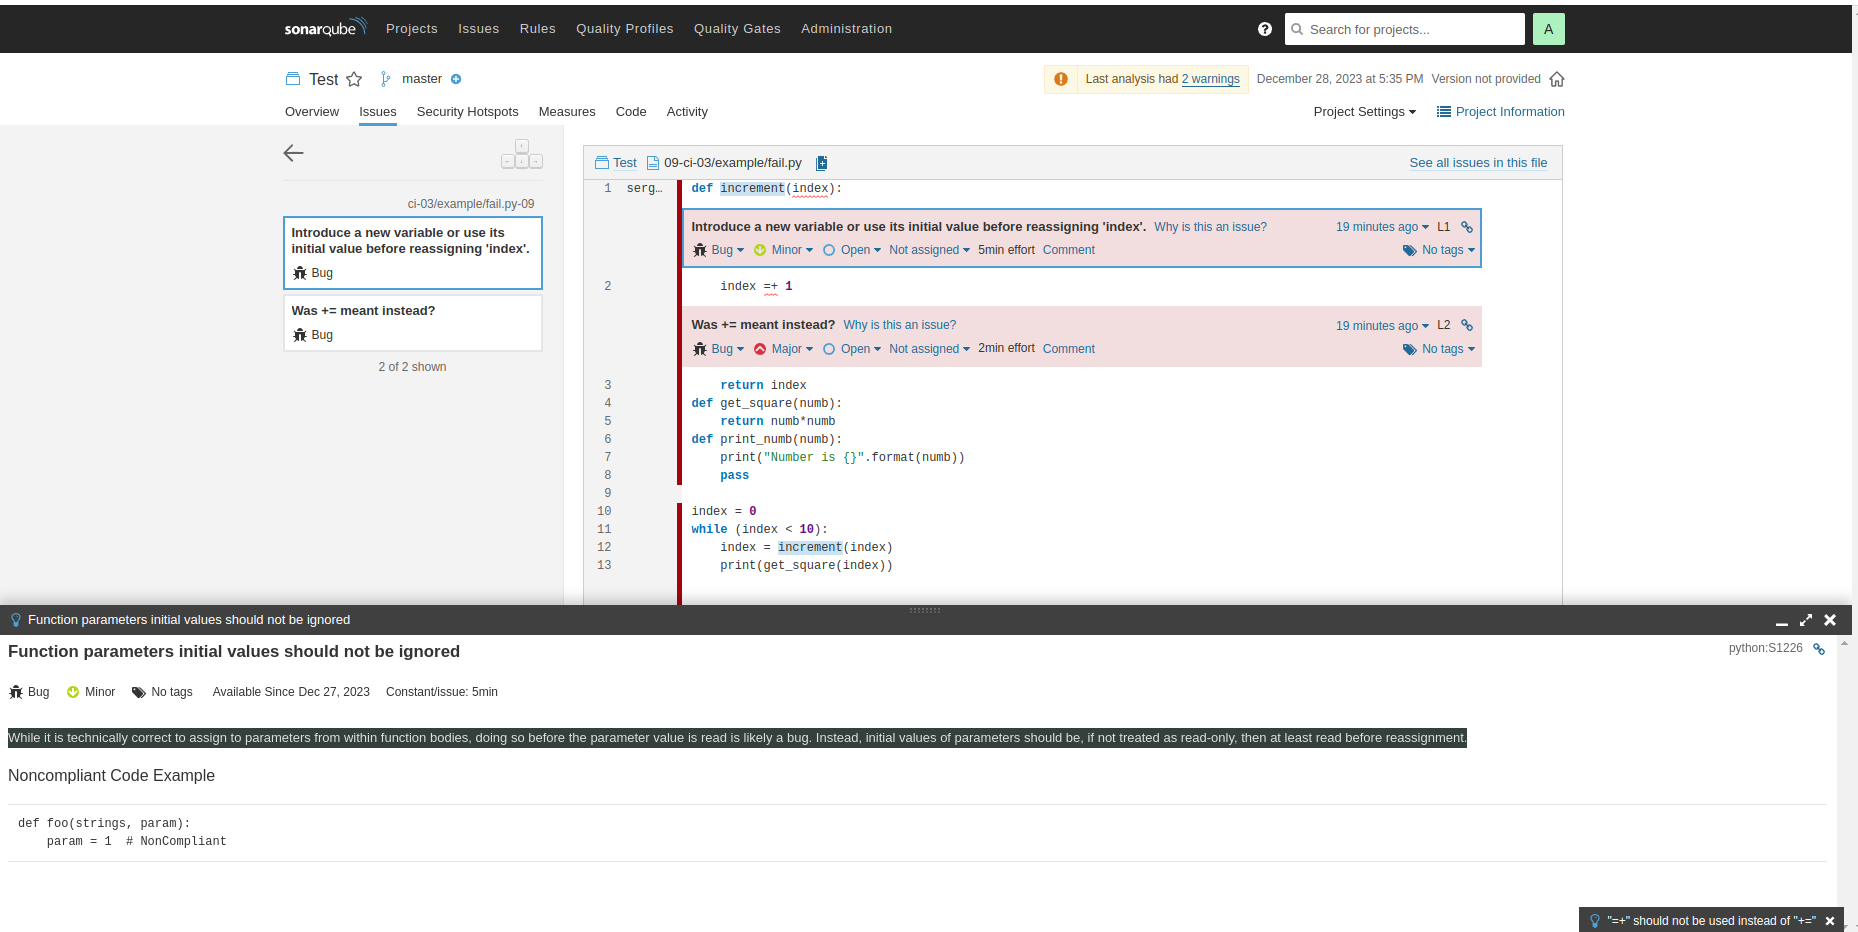 sonarqube Projects Issues Rules Quality Profiles Quality Gates Administration Search for projects... A
Test master Last analysis had 2 warnings December 28, 2023 at 5:35 PM Version not provided
Overview Issues Security Hotspots Measures Code Activity Project Settings Project Information
ci-03/example/fail.py-09
Introduce a new variable or use its
initial value before reassigning 'index'.
Bug
Was += meant instead?
Bug
2 of 2 shown
Test 09-ci-03/example/fail.py See all issues in this file
1 serg... def increment(index):
Introduce a new variable or use its initial value before reassigning 'index'. Why is this an issue? 19 minutes ago L1
Bug Minor Open Not assigned 5min effort Comment No tags
2 index =+ 1
Was += meant instead? Why is this an issue? 19 minutes ago L2
Bug Major Open Not assigned 2min effort Comment No tags
3 return index
4 def get_square(numb):
5 return numb*numb
6 def print_numb(numb):
7 print("Number is {}".format(numb))
8 pass
9
10 index = 0
11 while (index < 10):
12 index = increment(index)
13 print(get_square(index))
Function parameters initial values should not be ignored
Function parameters initial values should not be ignored python:S1226
Bug Minor No tags Available Since Dec 27, 2023 Constant/issue: 5min
While it is technically correct to assign to parameters from within function bodies, doing so before the parameter value is read is likely a bug. Instead, initial values of parameters should be, if not treated as read-only, then at least read before reassignment.
Noncompliant Code Example
def foo(strings, param):
param = 1 # NonCompliant
"=+" should not be used instead of "+="